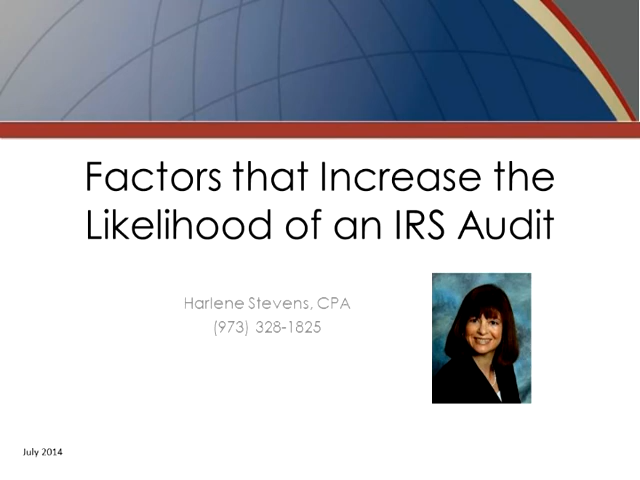 Factors that Increase the
Likelihood of an IRS Audit
Harlene Stevens, CPA
(973) 328-1825
July 2014